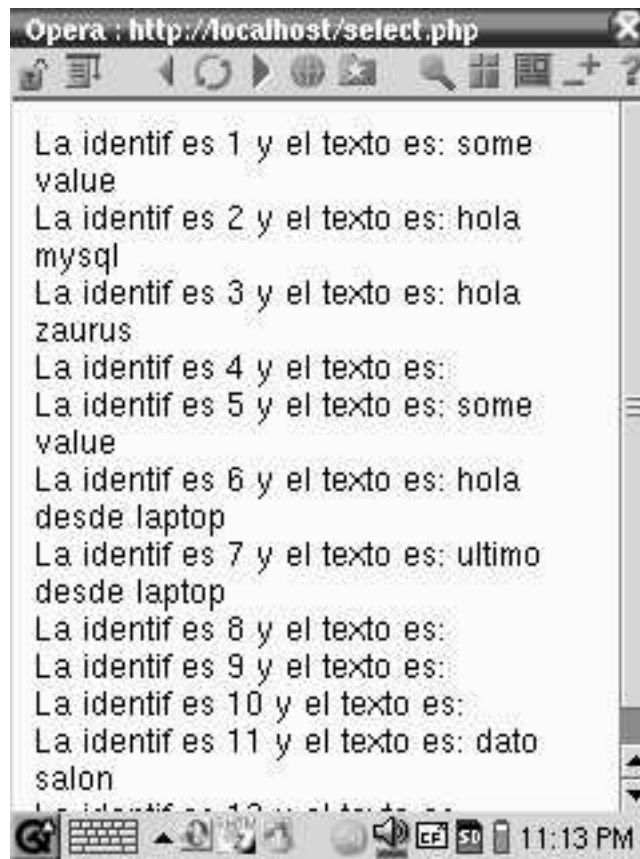 Opera : http://localhost/select.php
La identif es 1 y el texto es: some
value
La identif es 2 y el texto es: hola
mysql
La identif es 3 y el texto es: hola
zaurus
La identif es 4 y el texto es:
La identif es 5 y el texto es: some
value
La identif es 6 y el texto es: hola
desde laptop
La identif es 7 y el texto es: ultimo
desde laptop
La identif es 8 y el texto es:
La identif es 9 y el texto es:
La identif es 10 y el texto es:
La identif es 11 y el texto es: dato
salon
CF SD 11:13 PM